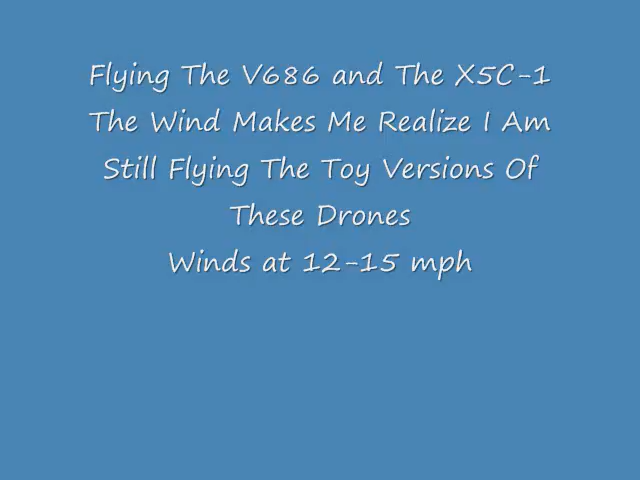 Flying The V686 and The X5C-1
The Wind Makes Me Realize I Am
Still Flying The Toy Versions Of
These Drones
Winds at 12-15 mph